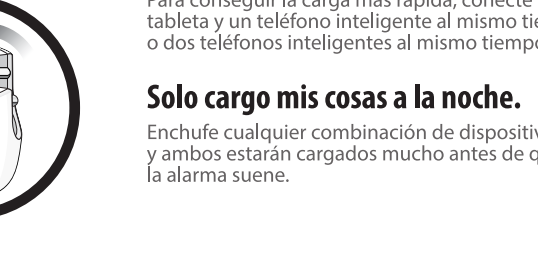 Para conseguir la carga más rápida, conecte
tableta y un teléfono inteligente al mismo
o dos teléfonos inteligentes al mismo tiempo
Solo cargo mis cosas a la noche.
Enchufe cualquier combinación de
y ambos estarán cargados mucho antes de
la alarma suene.